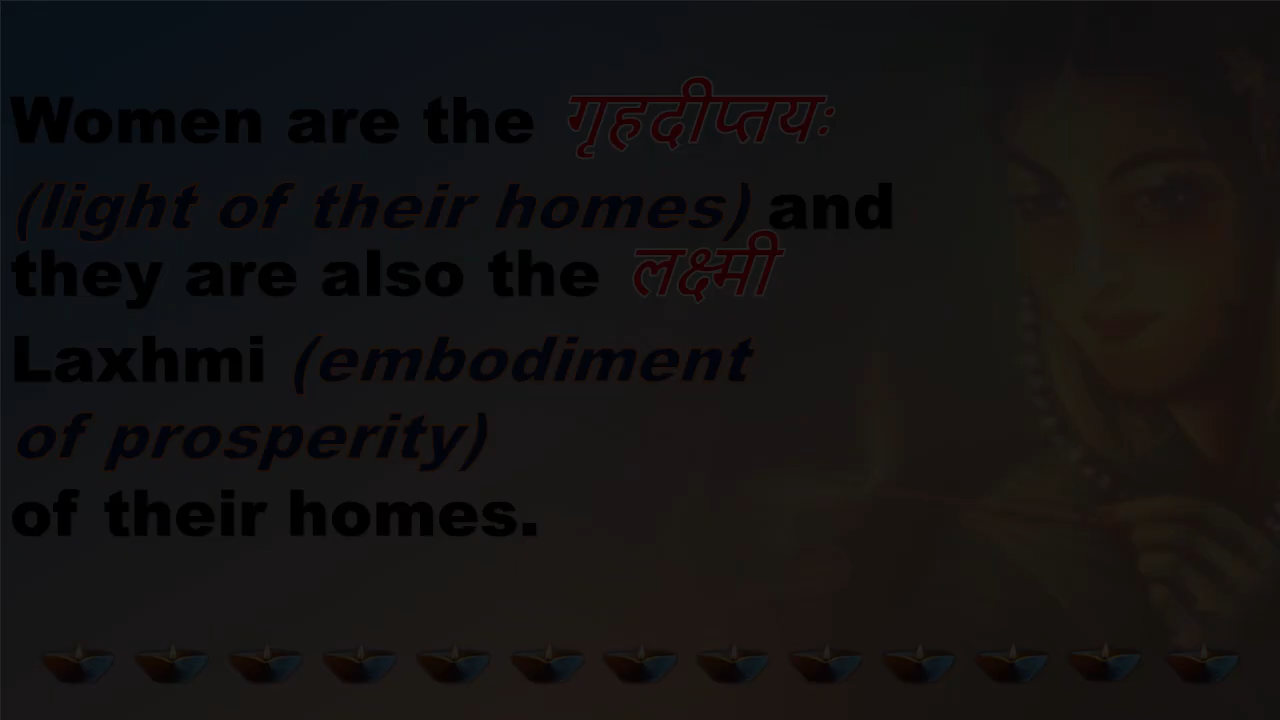 Women are the गृहदीप्तयः
(light of their homes) and
they are also the लक्ष्मी
Laxhmi (embodiment
of prosperity)
of their homes.